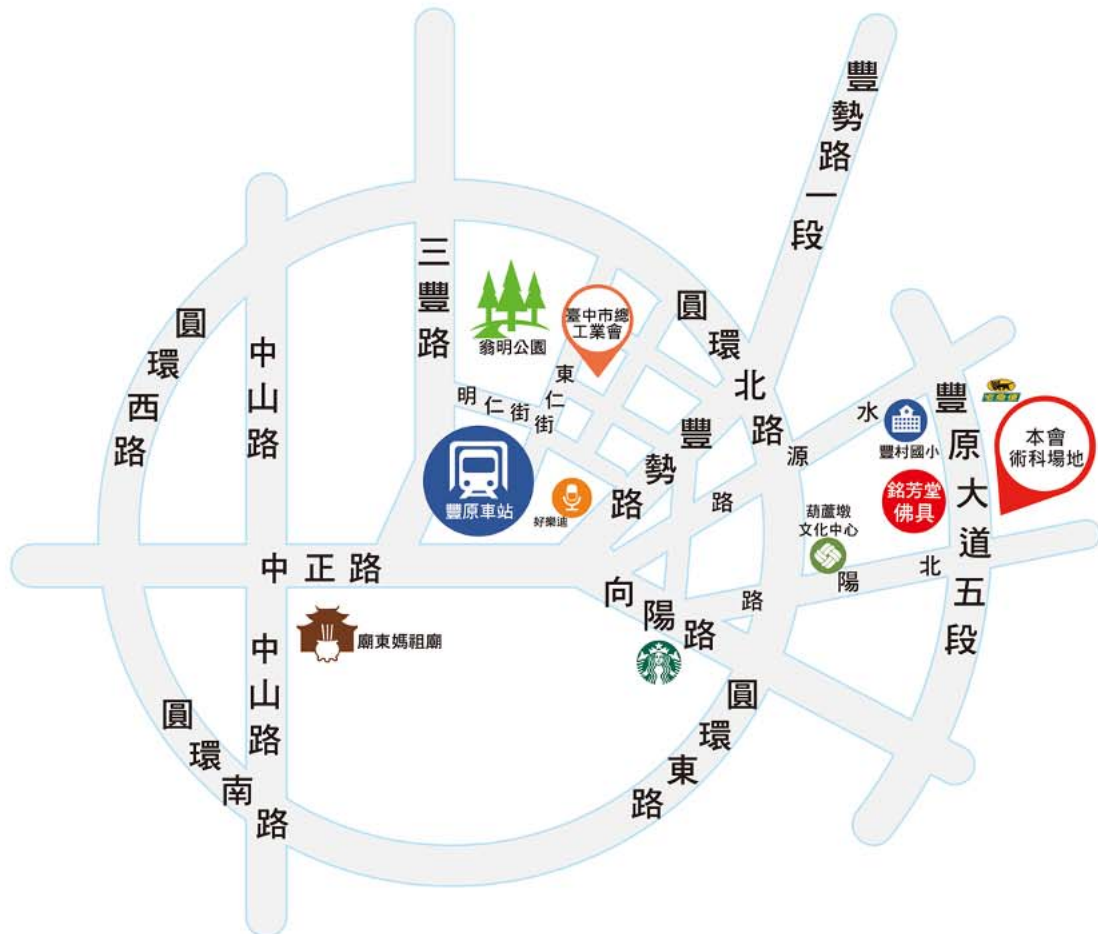 豐勢路一段
三豐路
圓環西路
中山路
翁明公園
臺中市總
工業會
圓環北路
明仁街
東仁街
豐勢路
水源路
豐村國小
豐原大道五段
本會
術科場地
豐原車站
好樂迪
銘芳堂
佛具
葫蘆墩
文化中心
中正路
向陽路
陽北路
廟東媽祖廟
中山路
圓環南路
圓環東路